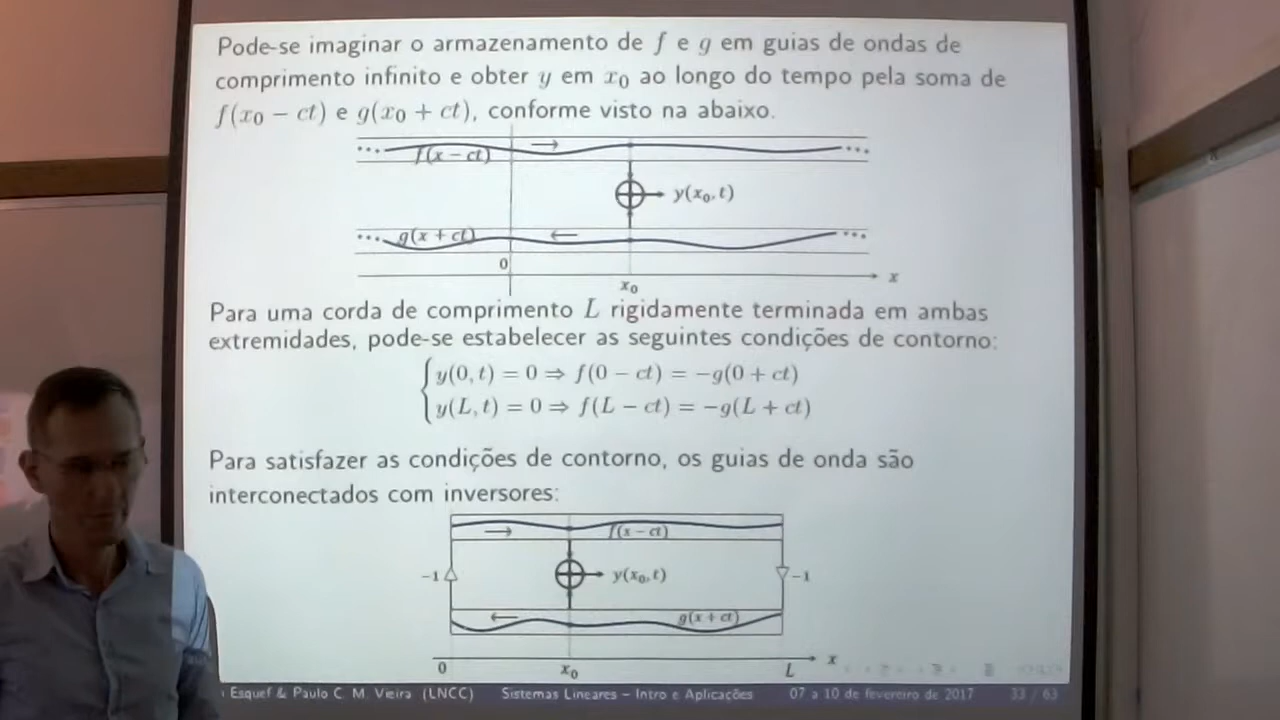 Pode-se imaginar o armazenamento de f e g em guias de ondas de
comprimento infinito e obter y em x₀ ao longo do tempo pela soma de
f(x₀ − ct) e g(x₀ + ct), conforme visto na abaixo.
··· f(x − ct) → ···
y(x₀, t)
··· g(x + ct) ← ···
0
x₀ x
Para uma corda de comprimento L rigidamente terminada em ambas
extremidades, pode-se estabelecer as seguintes condições de contorno:
y(0, t) = 0 ⇒ f(0 − ct) = −g(0 + ct)
y(L, t) = 0 ⇒ f(L − ct) = −g(L + ct)
Para satisfazer as condições de contorno, os guias de onda são
interconectados com inversores:
→ f(x − ct)
−1 y(x₀, t) −1
← g(x + ct)
0 x₀ L x
Esquef & Paulo C. M. Vieira (LNCC) Sistemas Lineares – Intro e Aplicações 07 a 10 de fevereiro de 2017 33 / 63